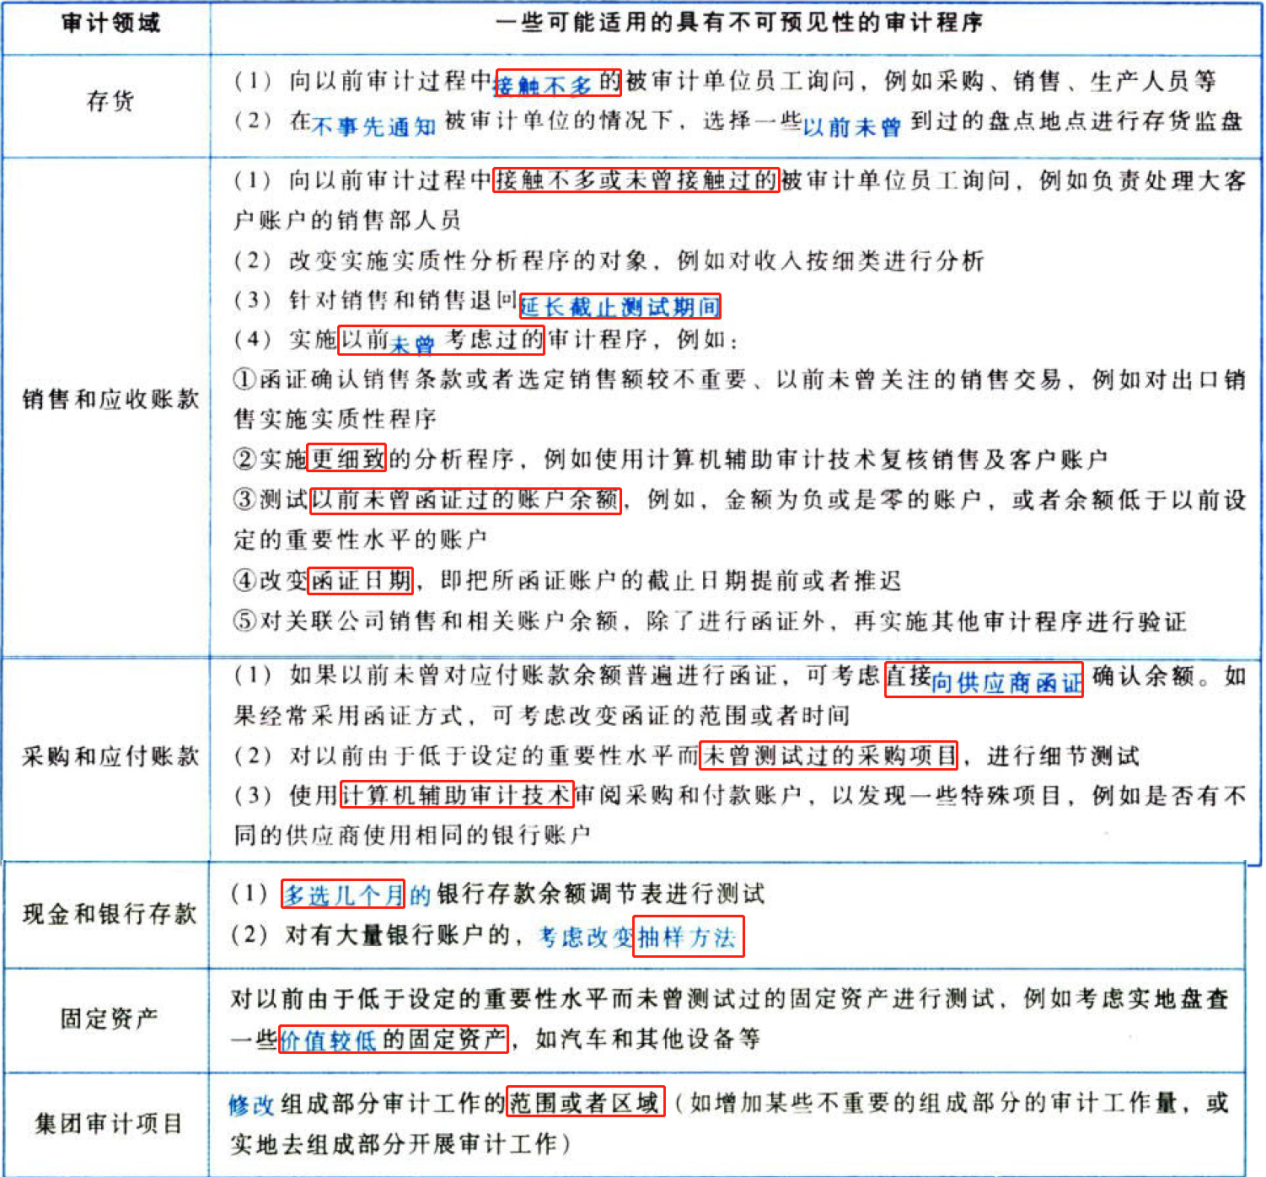 审计领域 一些可能适用的具有不可预见性的审计程序
存货
(1) 向以前审计过程中接触不多的被审计单位员工询问，例如采购、销售、生产人员等
(2) 在不事先通知被审计单位的情况下，选择一些以前未曾到过的盘点地点进行存货监盘
销售和应收账款
(1) 向以前审计过程中接触不多或未曾接触过的被审计单位员工询问，例如负责处理大客
户账户的销售部人员
(2) 改变实施实质性分析程序的对象，例如对收入按细类进行分析
(3) 针对销售和销售退回延长截止测试期间
(4) 实施以前未曾考虑过的审计程序，例如：
①函证确认销售条款或者选定销售额较不重要、以前未曾关注的销售交易，例如对出口销
售实施实质性程序
②实施更细致的分析程序，例如使用计算机辅助审计技术复核销售及客户账户
③测试以前未曾函证过的账户余额，例如，金额为负或是零的账户，或者余额低于以前设
定的重要性水平的账户
④改变函证日期，即把所函证账户的截止日期提前或者推迟
⑤对关联公司销售和相关账户余额，除了进行函证外，再实施其他审计程序进行验证
采购和应付账款
(1) 如果以前未曾对应付账款余额普遍进行函证，可考虑直接向供应商函证确认余额。如
果经常采用函证方式，可考虑改变函证的范围或者时间
(2) 对以前由于低于设定的重要性水平而未曾测试过的采购项目，进行细节测试
(3) 使用计算机辅助审计技术审阅采购和付款账户，以发现一些特殊项目，例如是否有不
同的供应商使用相同的银行账户
现金和银行存款
(1) 多选几个月的银行存款余额调节表进行测试
(2) 对有大量银行账户的，考虑改变抽样方法
固定资产
对以前由于低于设定的重要性水平而未曾测试过的固定资产进行测试，例如考虑实地盘查
一些价值较低的固定资产，如汽车和其他设备等
集团审计项目
修改组成部分审计工作的范围或者区域（如增加某些不重要的组成部分的审计工作量，或
实地去组成部分开展审计工作）